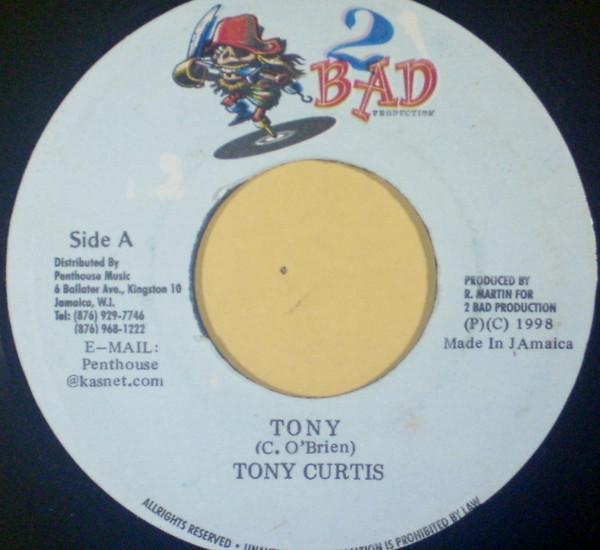 2
BAD
PRODUCTION
Side A
Distributed By
Penthouse Music
6 Ballater Ave., Kingston 10
Jamaica, W.I.
Tel: (876) 929-7746
(876) 968-1222
E-MAIL:
Penthouse
@kasnet.com
PRODUCED BY
R. MARTIN FOR
2 BAD PRODUCTION
(P)(C) 1998
Made In JAmaica
TONY
(C. O'Brien)
TONY CURTIS
ALLRIGHTS RESERVED • IS PROHIBITED BY LAW